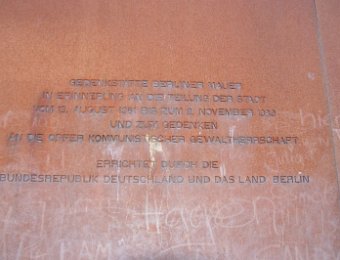 GEDENKSTÄTTE BERLINER MAUER
IN ERINNERUNG AN DIE TEILUNG DER STADT
VOM 13. AUGUST 1961 BIS ZUM 9. NOVEMBER 1989
UND ZUM GEDENKEN
AN DIE OPFER KOMMUNISTISCHER GEWALTHERRSCHAFT
ERRICHTET DURCH DIE
BUNDESREPUBLIK DEUTSCHLAND UND DAS LAND BERLIN